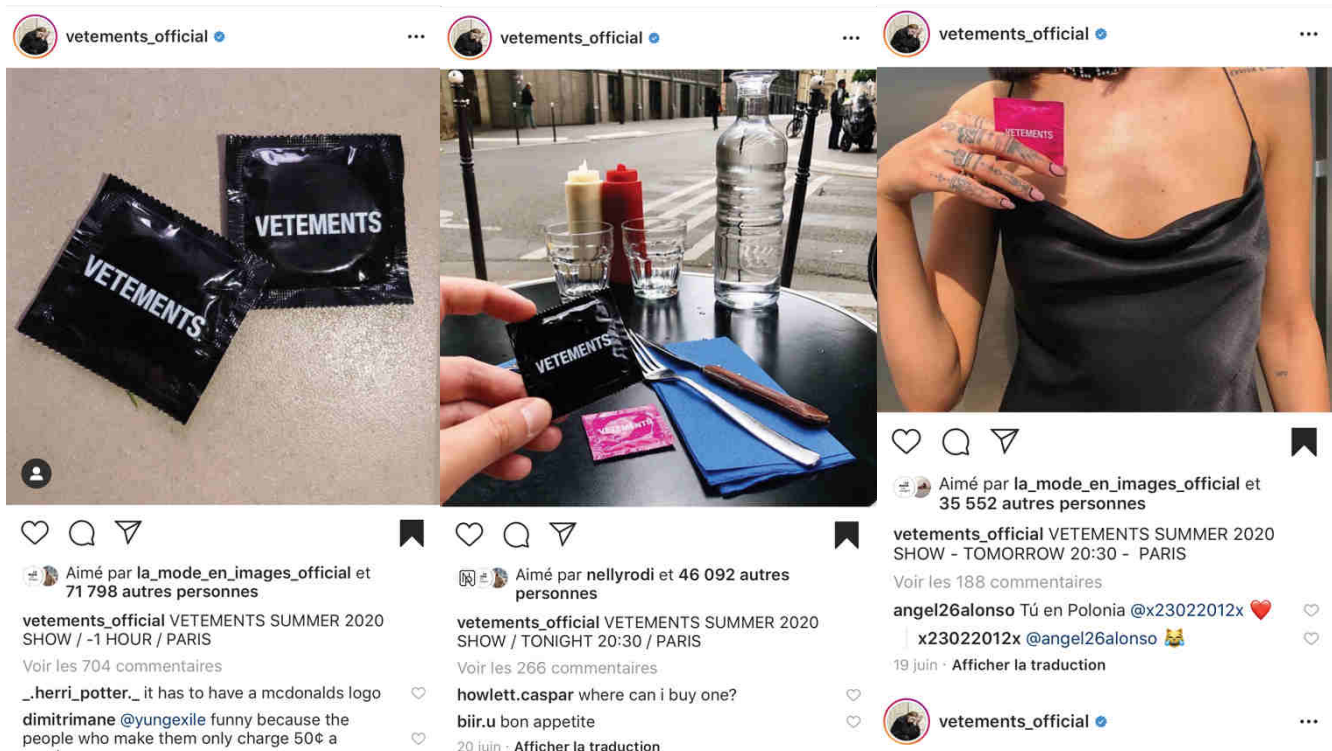 vetements_official
VETEMENTS
VETEMENTS
Aimé par la_mode_en_images_official et
71 798 autres personnes
vetements_official VETEMENTS SUMMER 2020
SHOW / -1 HOUR / PARIS
Voir les 704 commentaires
_.herri_potter._ it has to have a mcdonalds logo
dimitrimane @yungexile funny because the
people who make them only charge 50¢ a
vetements_official
VETEMENTS
VETEMENTS
Aimé par nellyrodi et 46 092 autres
personnes
vetements_official VETEMENTS SUMMER 2020
SHOW / TONIGHT 20:30 / PARIS
Voir les 266 commentaires
howlett.caspar where can i buy one?
biir.u bon appetite
20 juin · Afficher la traduction
vetements_official
VETEMENTS
Aimé par la_mode_en_images_official et
35 552 autres personnes
vetements_official VETEMENTS SUMMER 2020
SHOW - TOMORROW 20:30 - PARIS
Voir les 188 commentaires
angel26alonso Tú en Polonia @x23022012x ❤️
x23022012x @angel26alonso 😹
19 juin · Afficher la traduction
vetements_official